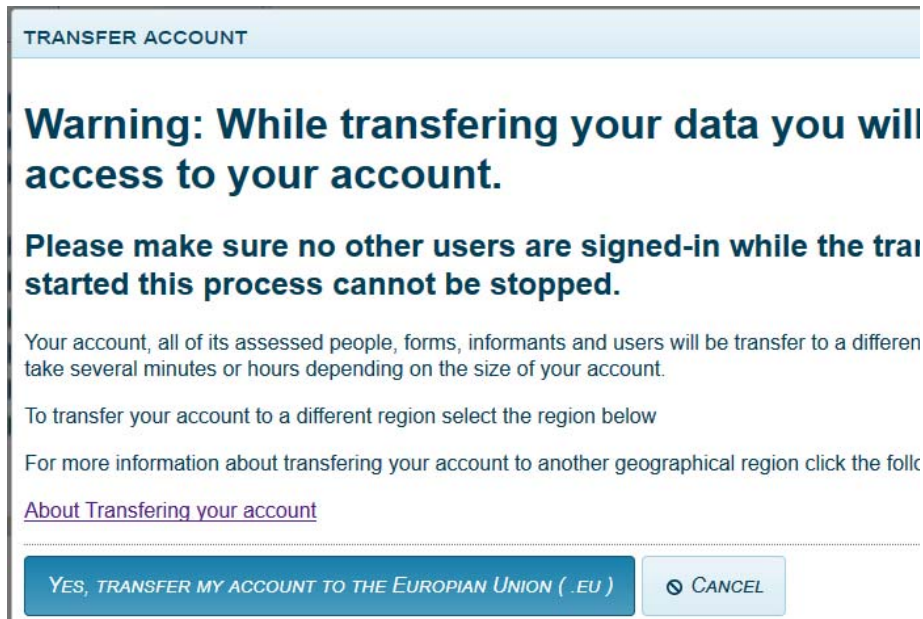 TRANSFER ACCOUNT
Warning: While transfering your data you will
access to your account.
Please make sure no other users are signed-in while the tran
started this process cannot be stopped.
Your account, all of its assessed people, forms, informants and users will be transfer to a differen
take several minutes or hours depending on the size of your account.
To transfer your account to a different region select the region below
For more information about transfering your account to another geographical region click the follo
About Transfering your account
YES, TRANSFER MY ACCOUNT TO THE EUROPIAN UNION ( .EU )
CANCEL